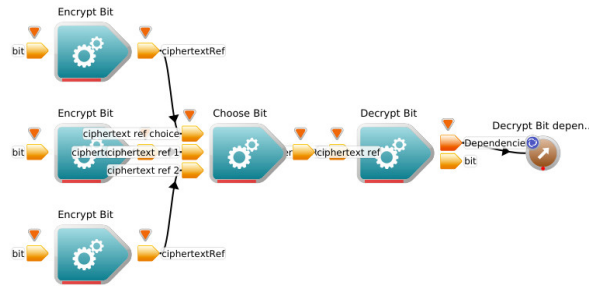 Encrypt Bit
bit
ciphertextRef
Encrypt Bit
Choose Bit
Decrypt Bit
Decrypt Bit depen..
ciphertext ref choice
Dependencie
bit
ciphertext ref 1
ciphertext ref
bit
ciphertext ref 2
Encrypt Bit
bit
ciphertextRef